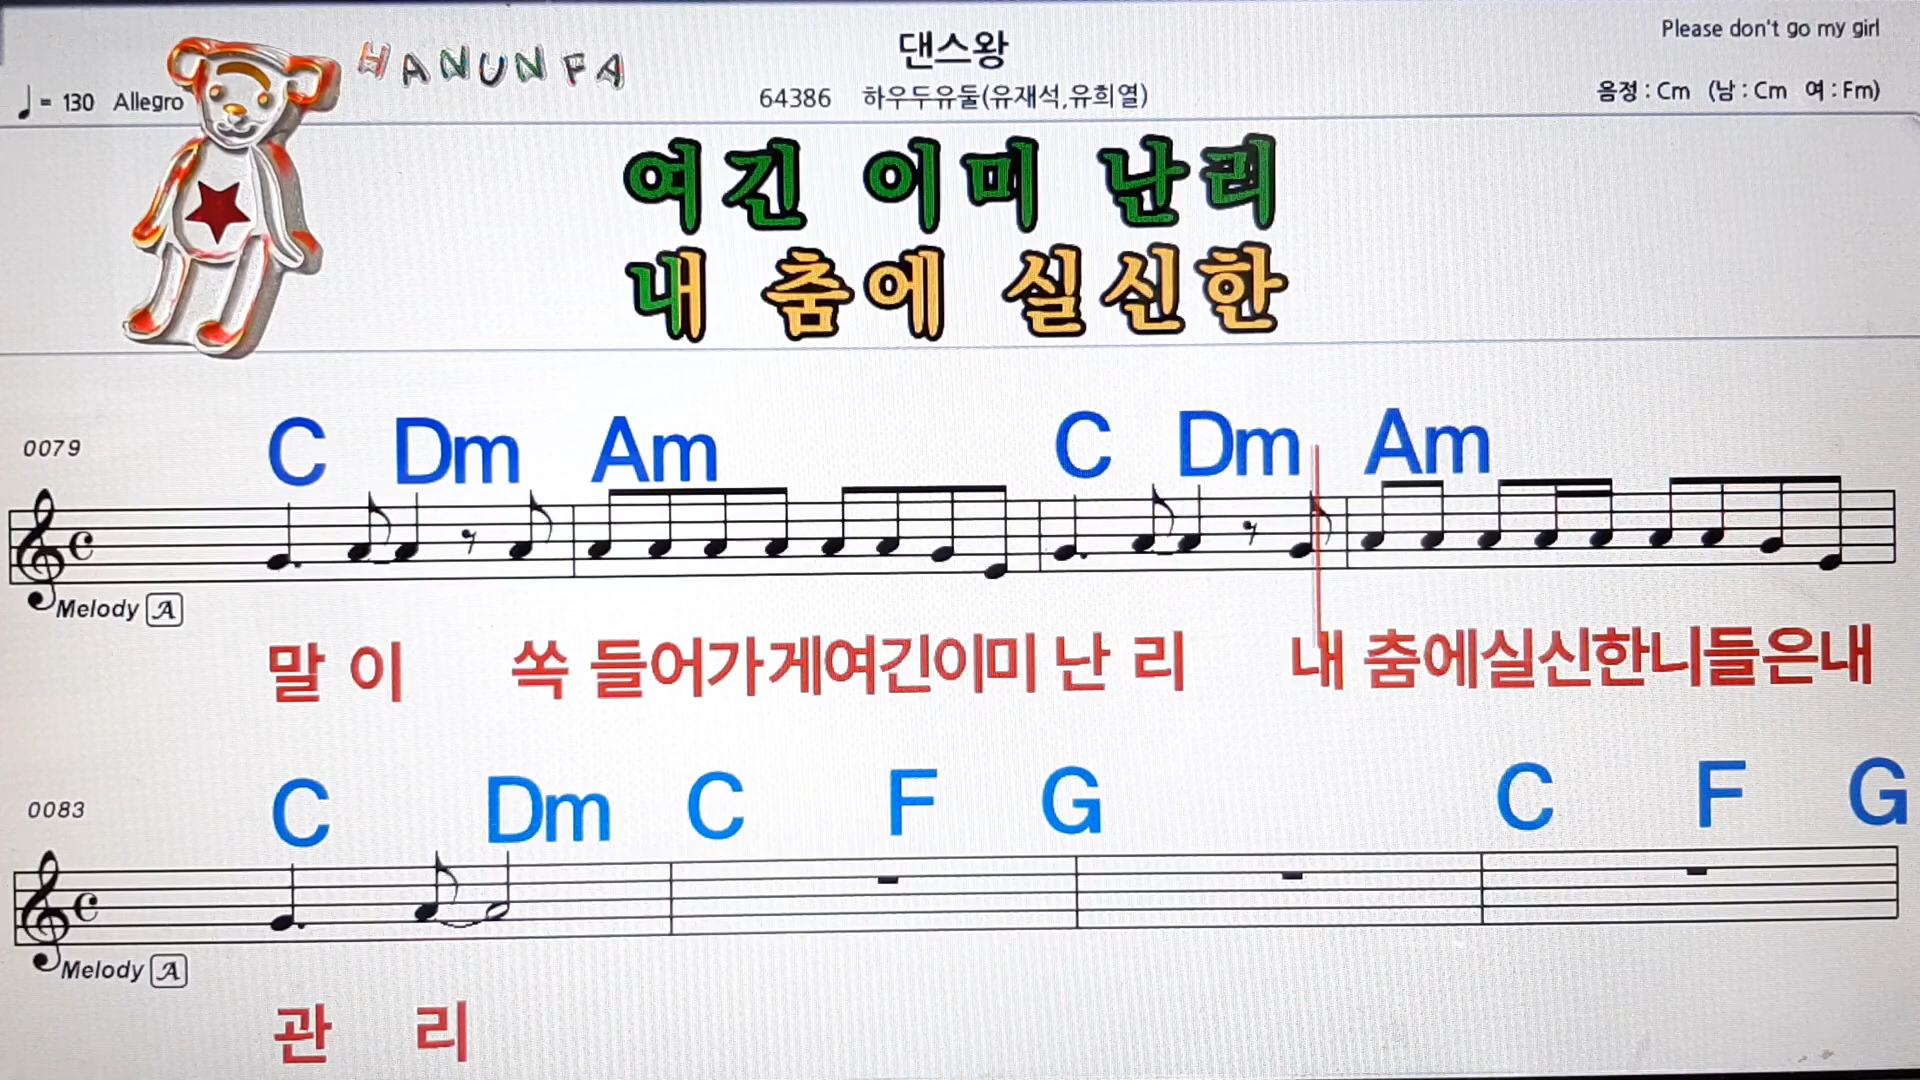 Please don't go my girl
HANUNFA
댄스왕
♩= 130 Allegro
64386 하우두유둘(유재석,유희열)
음정 : Cm (남 : Cm 여 : Fm)
여긴 이미 난리
내 춤에 실신한
C Dm Am C Dm Am
0079
Melody A
말 이 쏙 들어가게여긴이미 난 리 내 춤에실신한니들은내
C Dm C F G C F G
0083
Melody A
관 리